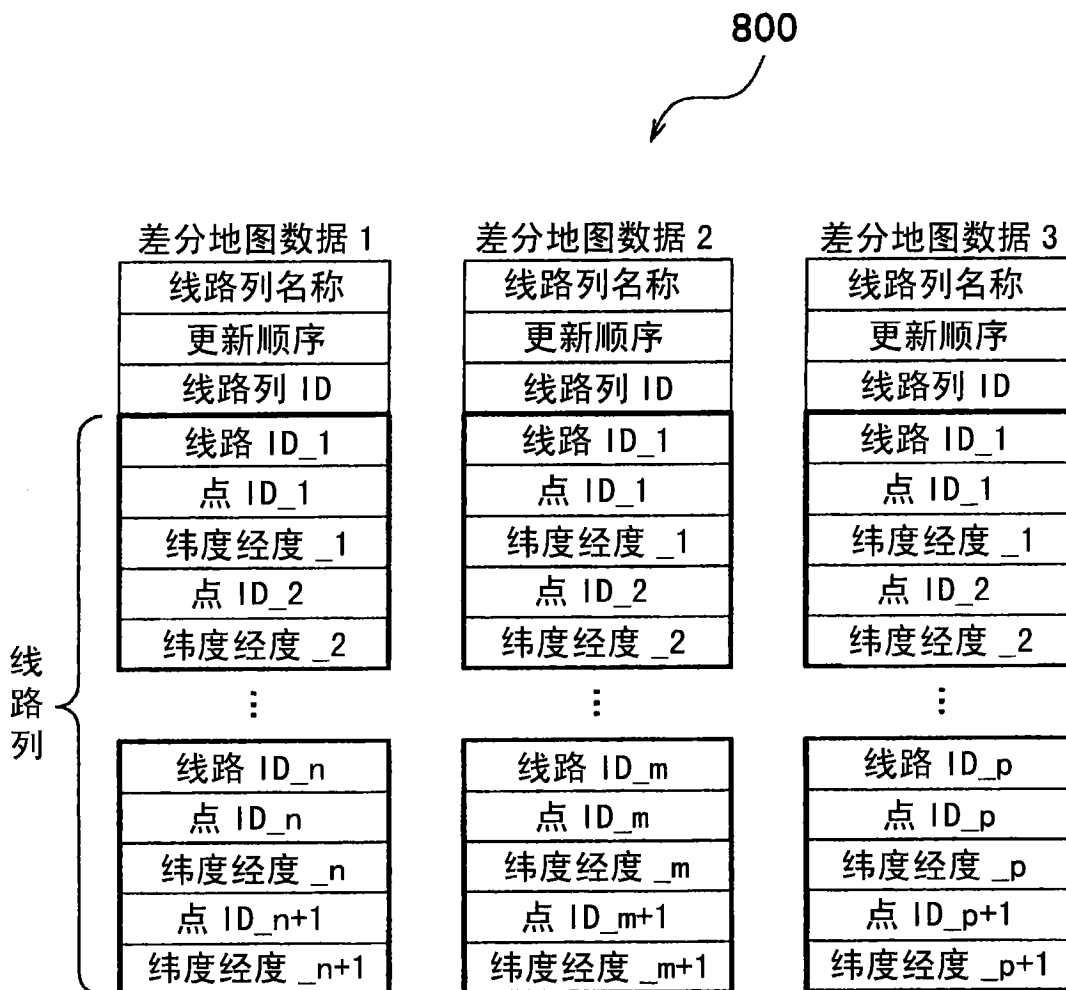 800
差分地图数据 1
线路列名称
更新顺序
线路列 ID
线路 ID_1
点 ID_1
纬度经度 _1
点 ID_2
纬度经度 _2
⋮
线路 ID_n
点 ID_n
纬度经度 _n
点 ID_n+1
纬度经度 _n+1
线路列
差分地图数据 2
线路列名称
更新顺序
线路列 ID
线路 ID_1
点 ID_1
纬度经度 _1
点 ID_2
纬度经度 _2
⋮
线路 ID_m
点 ID_m
纬度经度 _m
点 ID_m+1
纬度经度 _m+1
差分地图数据 3
线路列名称
更新顺序
线路列 ID
线路 ID_1
点 ID_1
纬度经度 _1
点 ID_2
纬度经度 _2
⋮
线路 ID_p
点 ID_p
纬度经度 _p
点 ID_p+1
纬度经度 _p+1